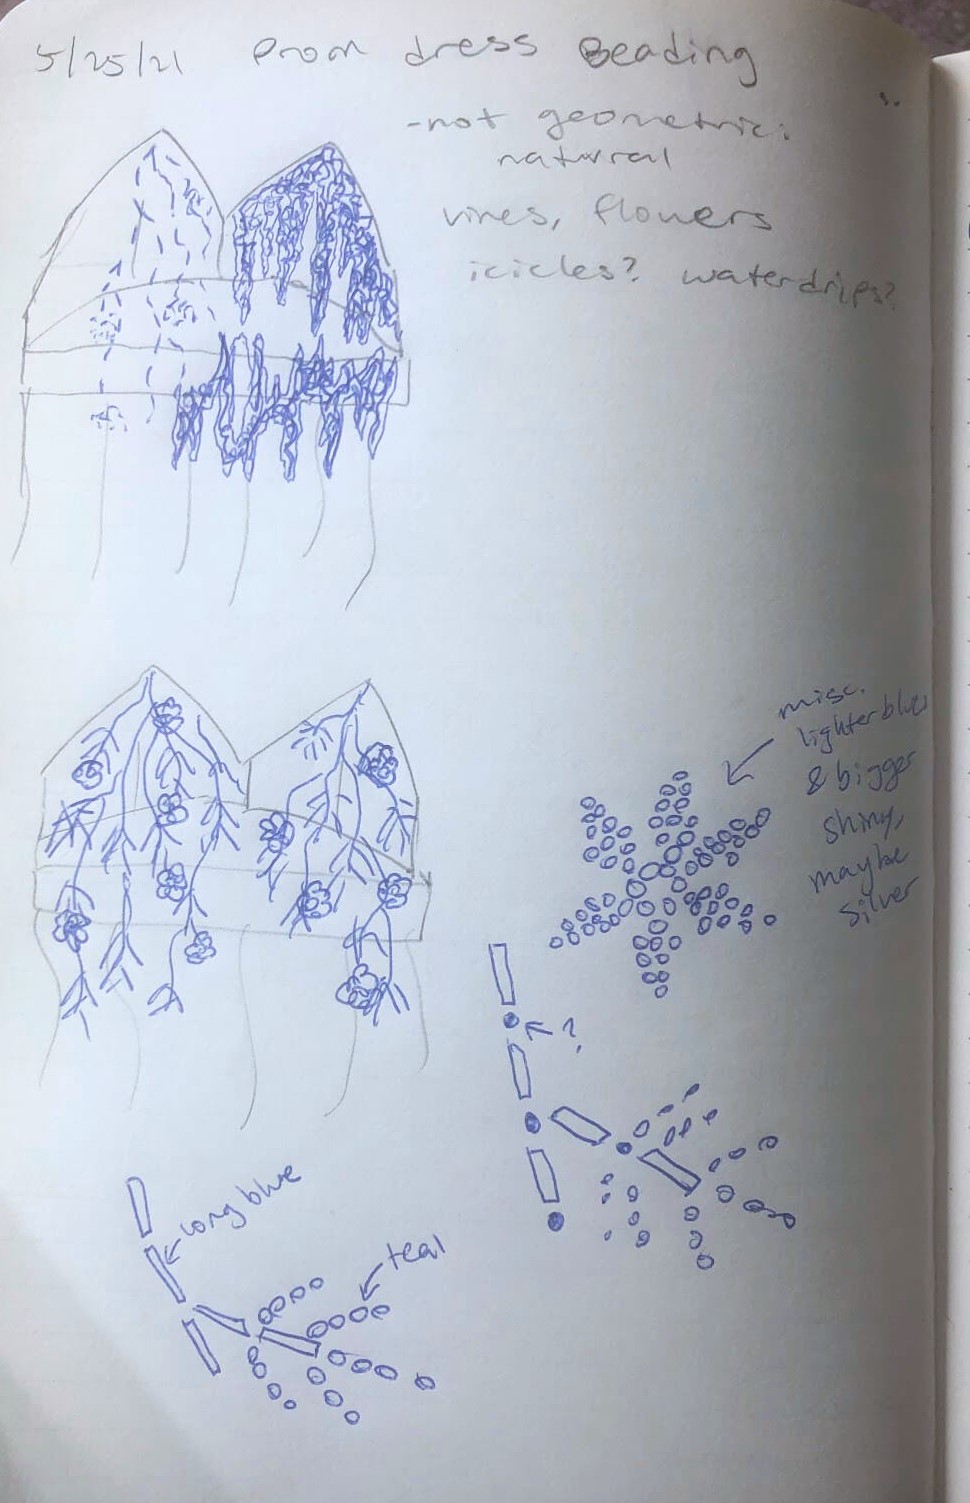 5/25/21 Prom dress Beading
-not geometric:
natural
vines, flowers
icicles? waterdrips?
misc.
lighter blues
& bigger
shiny,
maybe
silver
?
long blue
teal